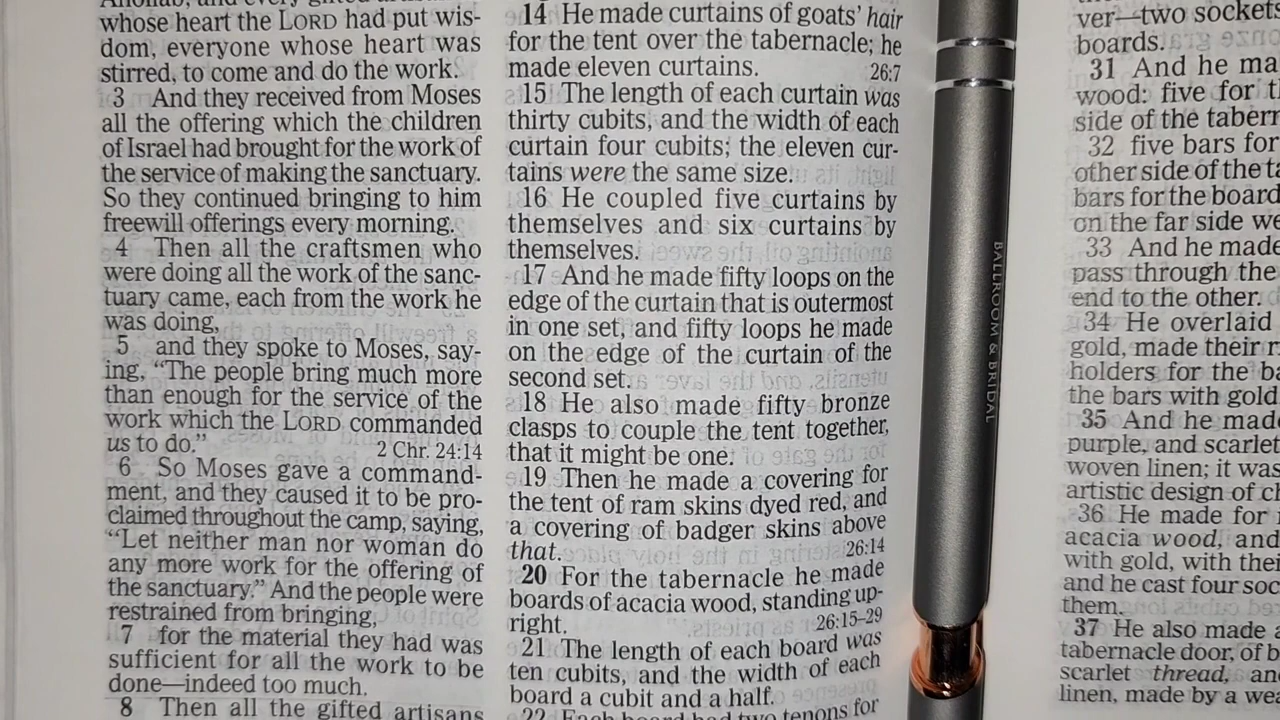 whose heart the LORD had put wis-
dom, everyone whose heart was
stirred, to come and do the work.
3 And they received from Moses
all the offering which the children
of Israel had brought for the work of
the service of making the sanctuary.
So they continued bringing to him
freewill offerings every morning.
4 Then all the craftsmen who
were doing all the work of the sanc-
tuary came, each from the work he
was doing,
5 and they spoke to Moses, say-
ing, “The people bring much more
than enough for the service of the
work which the LORD commanded
us to do.” 2 Chr. 24:14
6 So Moses gave a command-
ment, and they caused it to be pro-
claimed throughout the camp, saying,
“Let neither man nor woman do
any more work for the offering of
the sanctuary.” And the people were
restrained from bringing,
7 for the material they had was
sufficient for all the work to be
done—indeed too much.
8 Then all the gifted artisans
14 He made curtains of goats’ hair
for the tent over the tabernacle; he
made eleven curtains. 26:7
15 The length of each curtain was
thirty cubits, and the width of each
curtain four cubits; the eleven cur-
tains were the same size.
16 He coupled five curtains by
themselves and six curtains by
themselves.
17 And he made fifty loops on the
edge of the curtain that is outermost
in one set, and fifty loops he made
on the edge of the curtain of the
second set.
18 He also made fifty bronze
clasps to couple the tent together,
that it might be one.
19 Then he made a covering for
the tent of ram skins dyed red, and
a covering of badger skins above
that. 26:14
20 For the tabernacle he made
boards of acacia wood, standing up-
right. 26:15–29
21 The length of each board was
ten cubits, and the width of each
board a cubit and a half.
22 Each board had two tenons for
BALLROOM & BRIDAL
ver—two sockets
boards.
31 And he ma
wood: five for
side of the
32 five bars for
other side of the
bars for the board
on the far side
33 And he made
pass through the
end to the other.
34 He overlaid
gold, made their
holders for the
the bars with gold
35 And he made
purple, and scarlet
woven linen; it was
artistic design of
36 He made for
acacia wood, and
with gold, with
and he cast four
them.
37 He also made
tabernacle door, of
scarlet thread,
linen, made by a